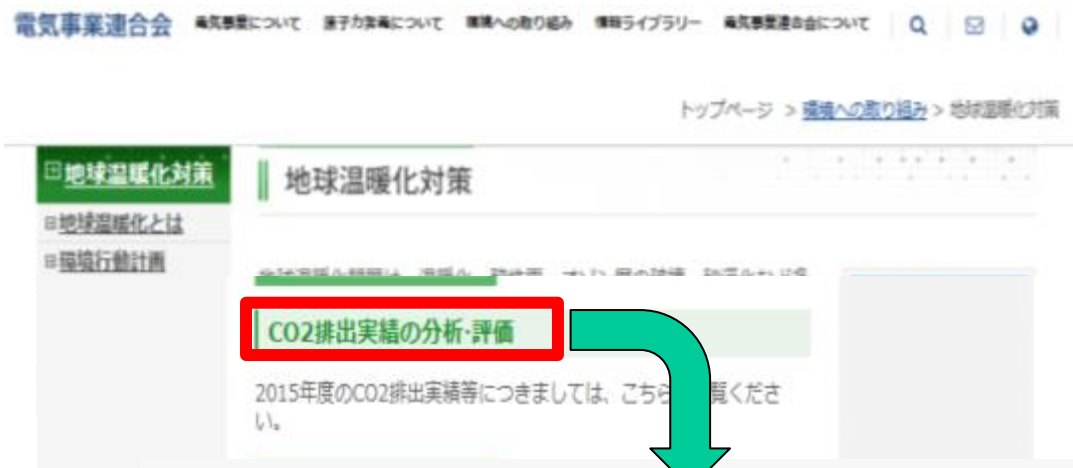 電気事業連合会 電気事業について 原子力発電について 環境への取り組み 情報ライブラリー 電気事業連合会について
トップページ > 環境への取り組み > 地球温暖化対策
地球温暖化対策
地球温暖化対策
地球温暖化とは
環境行動計画
CO2排出実績の分析・評価
2015年度のCO2排出実績等につきましては、こちら 覧くださ
い。